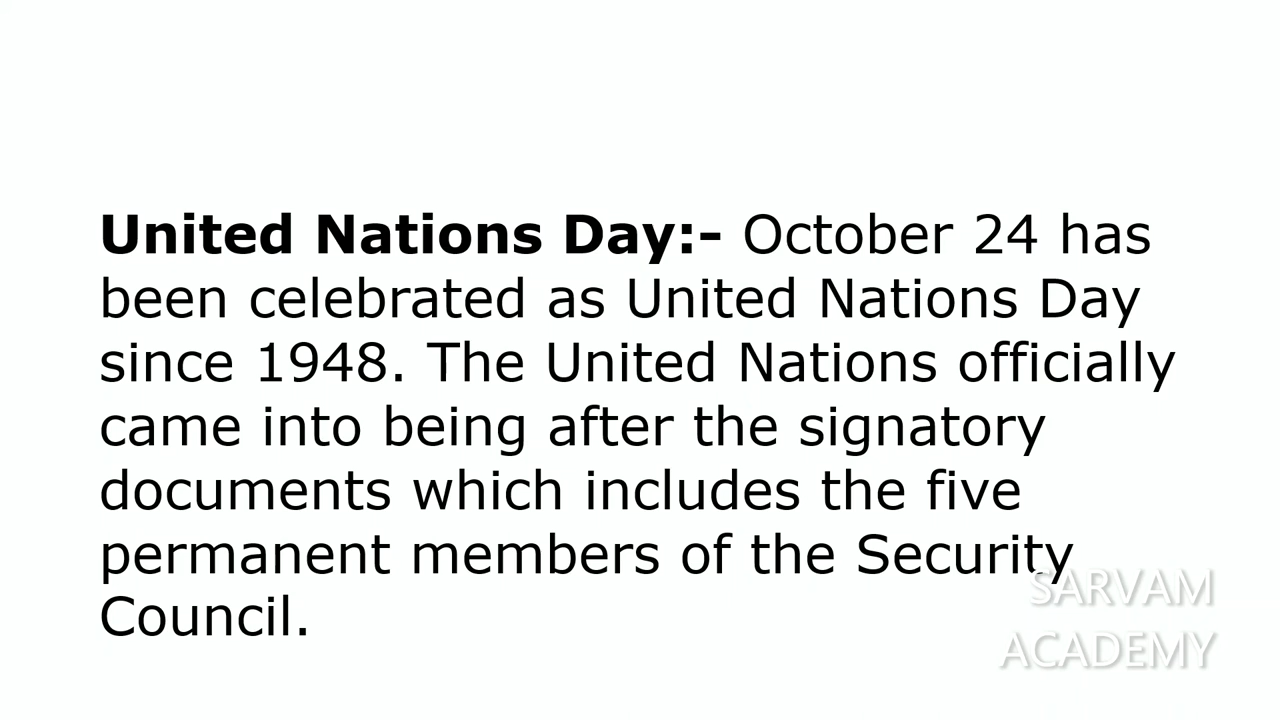 United Nations Day:- October 24 has
been celebrated as United Nations Day
since 1948. The United Nations officially
came into being after the signatory
documents which includes the five
permanent members of the Security
Council.
SARVAM
ACADEMY